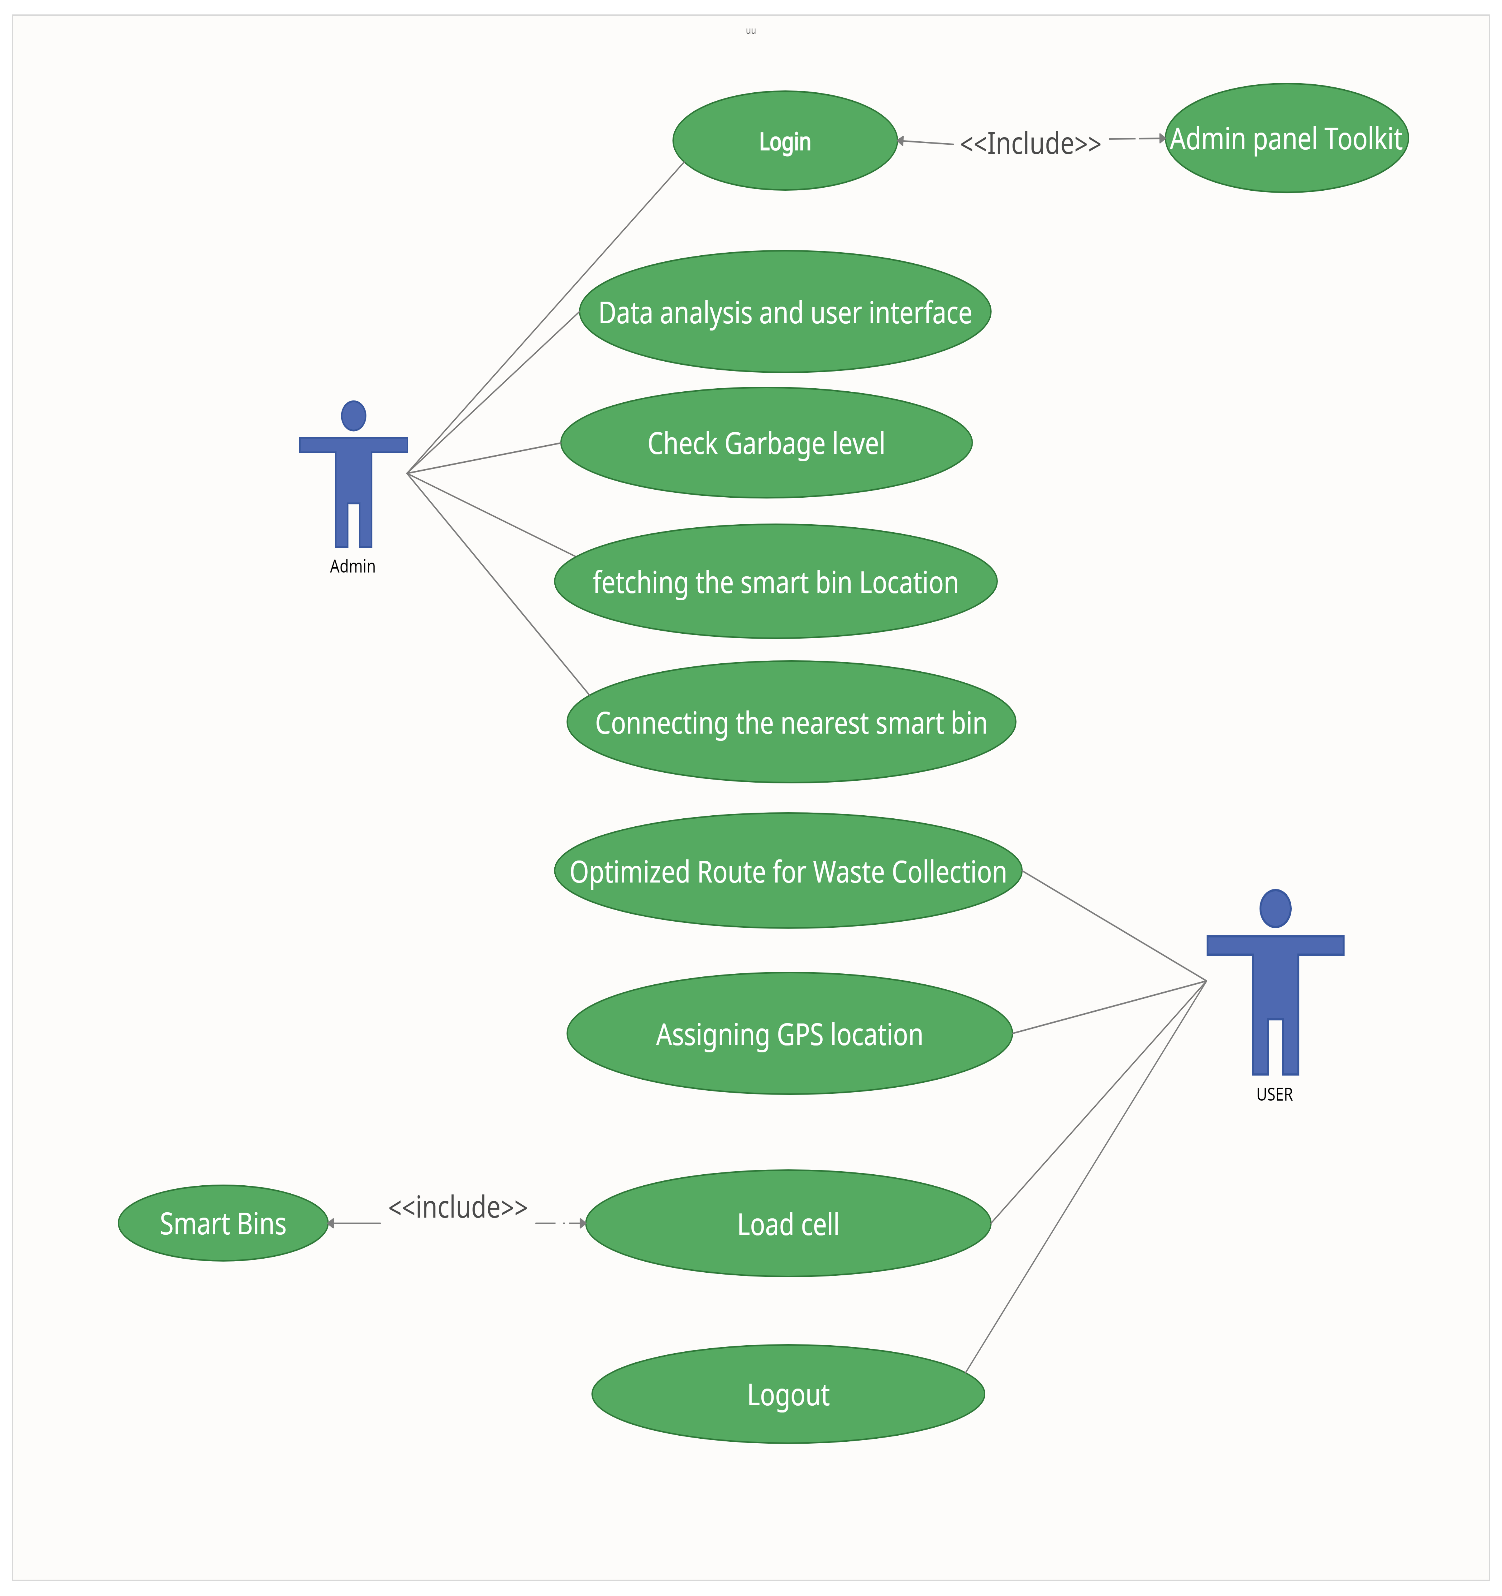 uu
Login
<<Include>>
Admin panel Toolkit
Data analysis and user interface
Check Garbage level
Admin
fetching the smart bin Location
Connecting the nearest smart bin
Optimized Route for Waste Collection
Assigning GPS location
USER
Smart Bins
<<include>>
Load cell
Logout